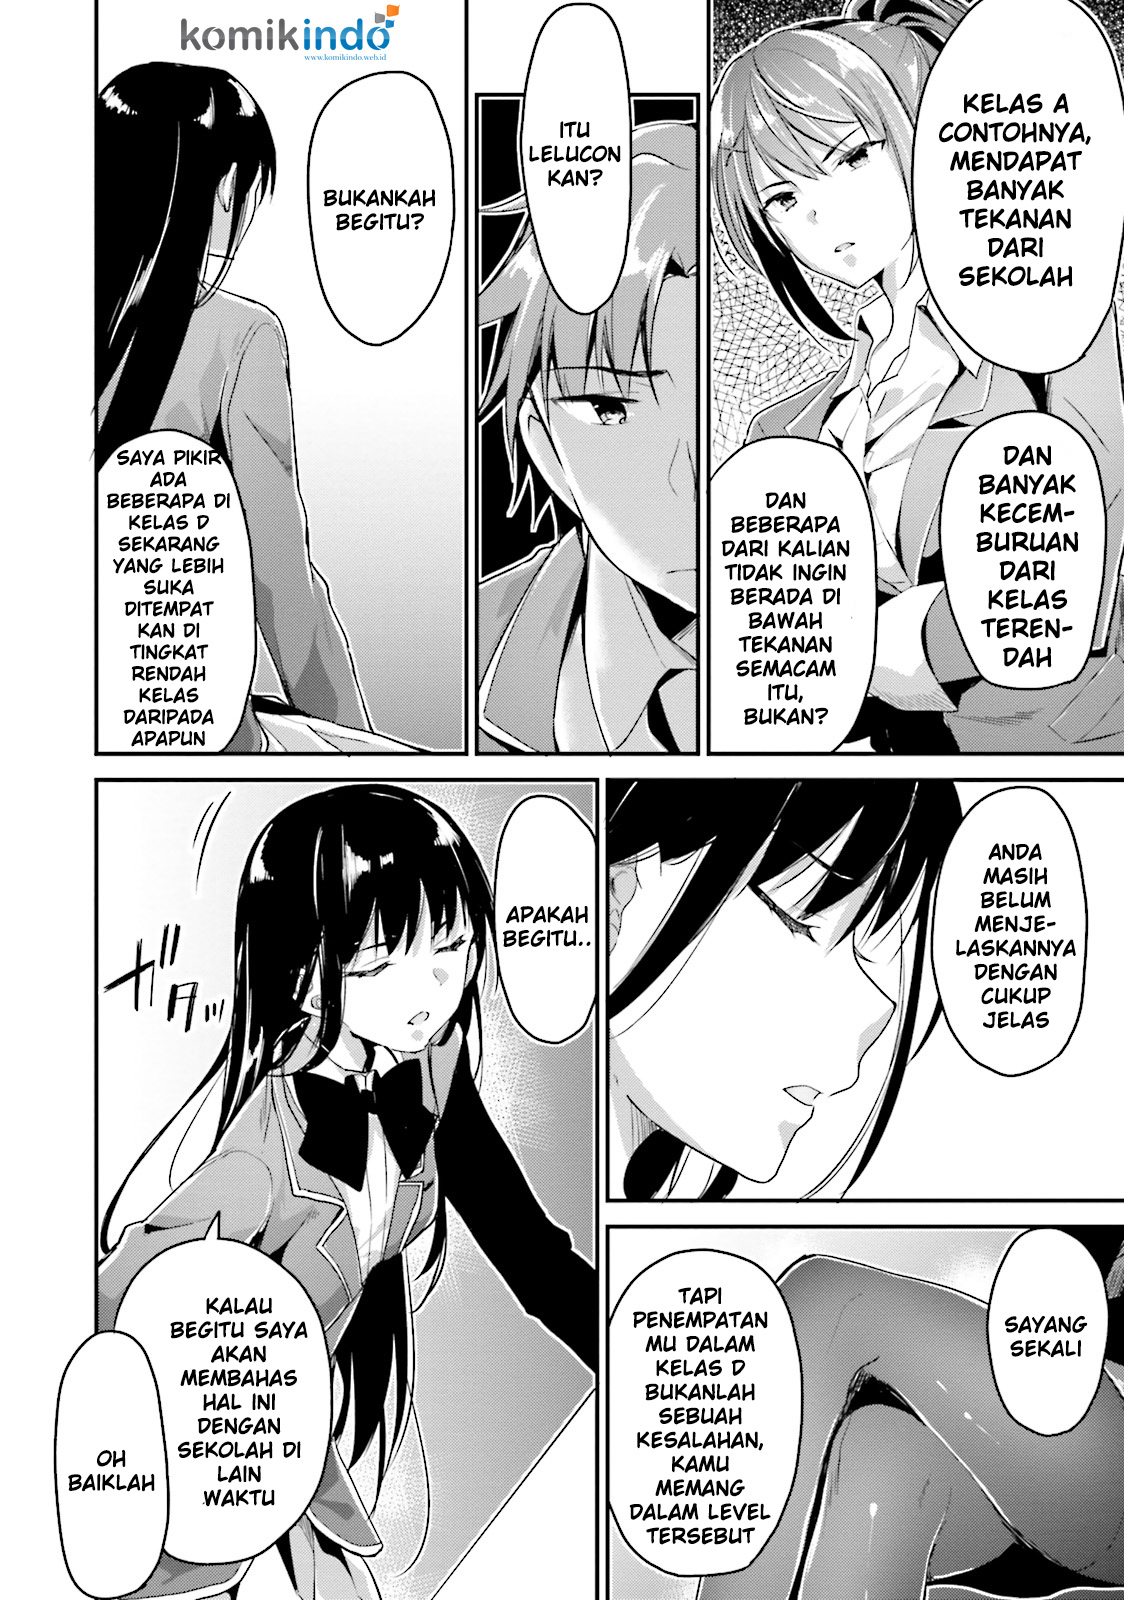 komikindo
www.komikindo.web.id
KELAS A
CONTOHNYA,
MENDAPAT
BANYAK
TEKANAN
DARI
SEKOLAH
DAN
BANYAK
KECEM-
BURUAN
DARI
KELAS
TEREN-
DAH
DAN
BEBERAPA
DARI KALIAN
TIDAK INGIN
BERADA DI
BAWAH
TEKANAN
SEMACAM
ITU,
BUKAN?
ITU
LELUCON
KAN?
BUKANKAH
BEGITU?
SAYA PIKIR
ADA
BEBERAPA DI
KELAS D
SEKARANG
YANG LEBIH
SUKA
DITEMPAT
KAN DI
TINGKAT
RENDAH
KELAS
DARIPADA
APAPUN
ANDA
MASIH
BELUM
MENJE-
LASKANNYA
DENGAN
CUKUP
JELAS
SAYANG
SEKALI
TAPI
PENEMPATAN
MU DALAM
KELAS D
BUKANLAH
SEBUAH
KESALAHAN,
KAMU
MEMANG
DALAM LEVEL
TERSEBUT
APAKAH
BEGITU..
ガタッ
KALAU
BEGITU SAYA
AKAN
MEMBAHAS
HAL INI
DENGAN
SEKOLAH DI
LAIN
WAKTU
OH
BAIKLAH